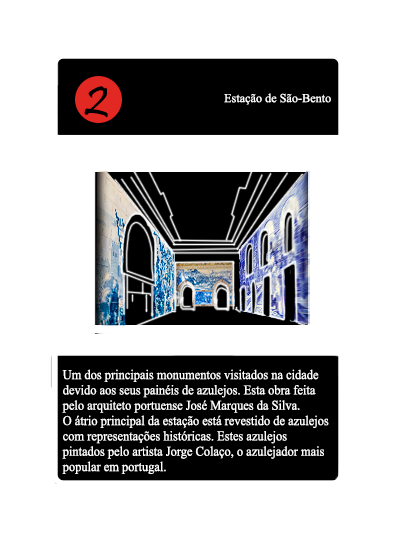 2
Estação de São-Bento
Um dos principais monumentos visitados na cidade
devido aos seus painéis de azulejos. Esta obra feita
pelo arquiteto portuense José Marques da Silva.
O átrio principal da estação está revestido de azulejos
com representações históricas. Estes azulejos
pintados pelo artista Jorge Colaço, o azulejador mais
popular em portugal.